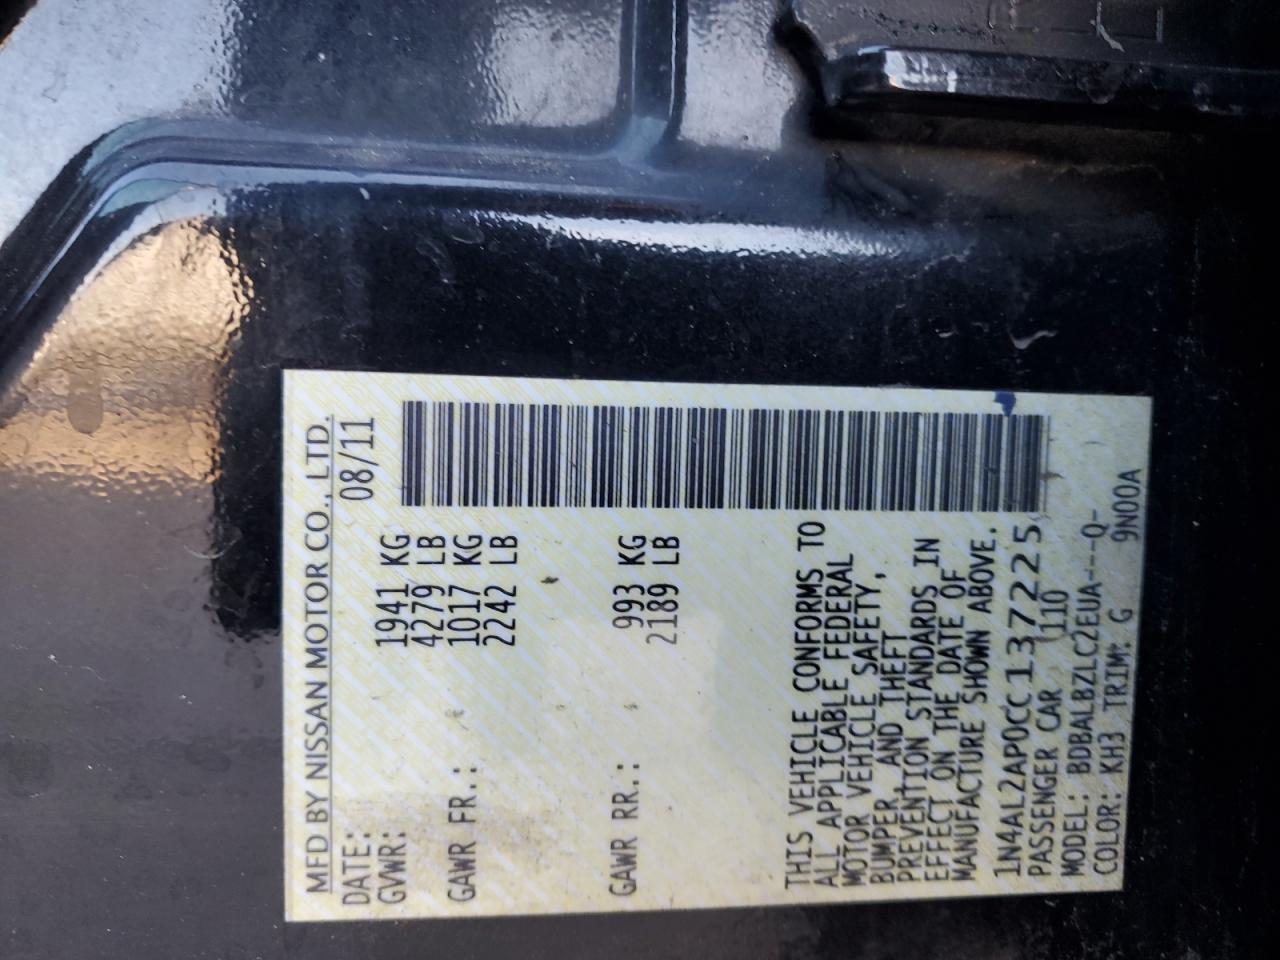 MFD BY NISSAN MOTOR CO., LTD.
DATE: 08/11
GVWR: 1941 KG
4279 LB
GAWR FR.: 1017 KG
2242 LB
GAWR RR.: 993 KG
2189 LB
THIS VEHICLE CONFORMS TO
ALL APPLICABLE FEDERAL
MOTOR VEHICLE SAFETY,
BUMPER, AND THEFT
PREVENTION STANDARDS IN
EFFECT ON THE DATE OF
MANUFACTURE SHOWN ABOVE.
1N4AL2AP0CC137225
PASSENGER CAR 110
MODEL: BDBALBZLC2EUA---Q-
COLOR: KH3 TRIM: G 9N00A